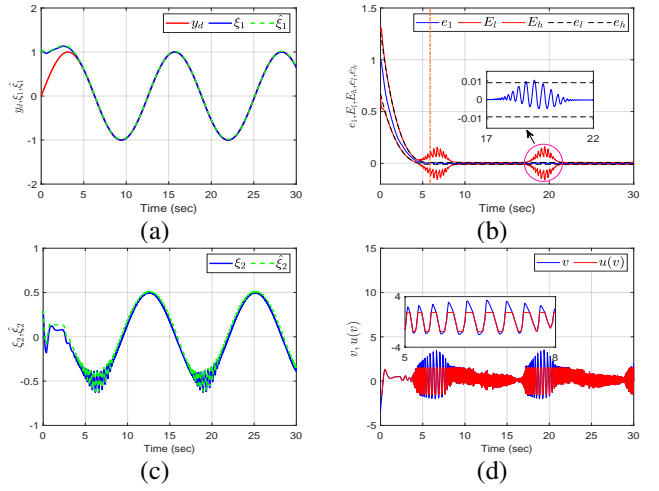 y_d ξ_1 ξ̂_1
y_d,ξ_1,ξ̂_1
2
1
0
-1
-2
0 5 10 15 20 25 30
Time (sec)
(a)
e_1 E_l E_h e_l e_h
e_1,E_l,E_h,e_l,e_h
1.5
1
0.5
0
-0.5
0.01
0
-0.01
17 22
0 5 10 15 20 25 30
Time (sec)
(b)
ξ_2 ξ̂_2
ξ_2,ξ̂_2
1
0.5
0
-0.5
-1
0 5 10 15 20 25 30
Time (sec)
(c)
v u(v)
v, u(v)
15
10
5
0
-5
4
-4
5 8
0 5 10 15 20 25 30
Time (sec)
(d)